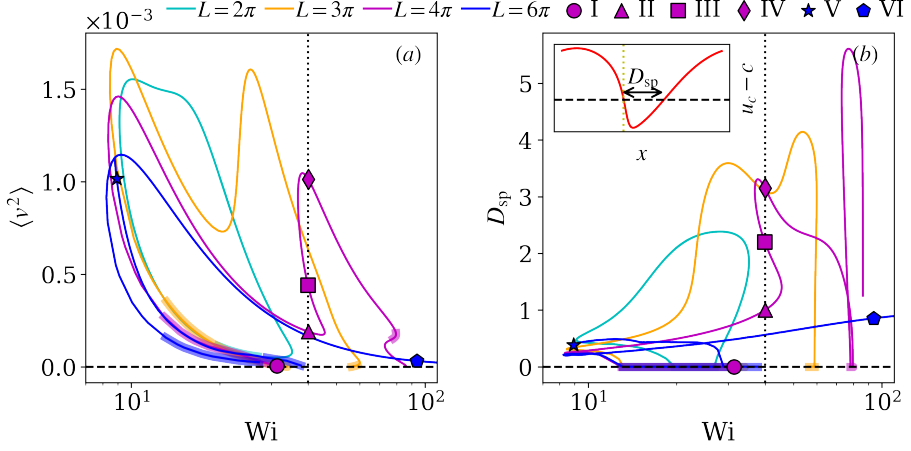 L=2π L=3π L=4π L=6π I II III IV V VI
×10⁻³
(a)
1.5
1.0
0.5
0.0
⟨v²⟩
10¹ 10²
Wi
(b)
D_sp
x
u_c − c
5
4
3
2
1
0
D_sp
10¹ 10²
Wi